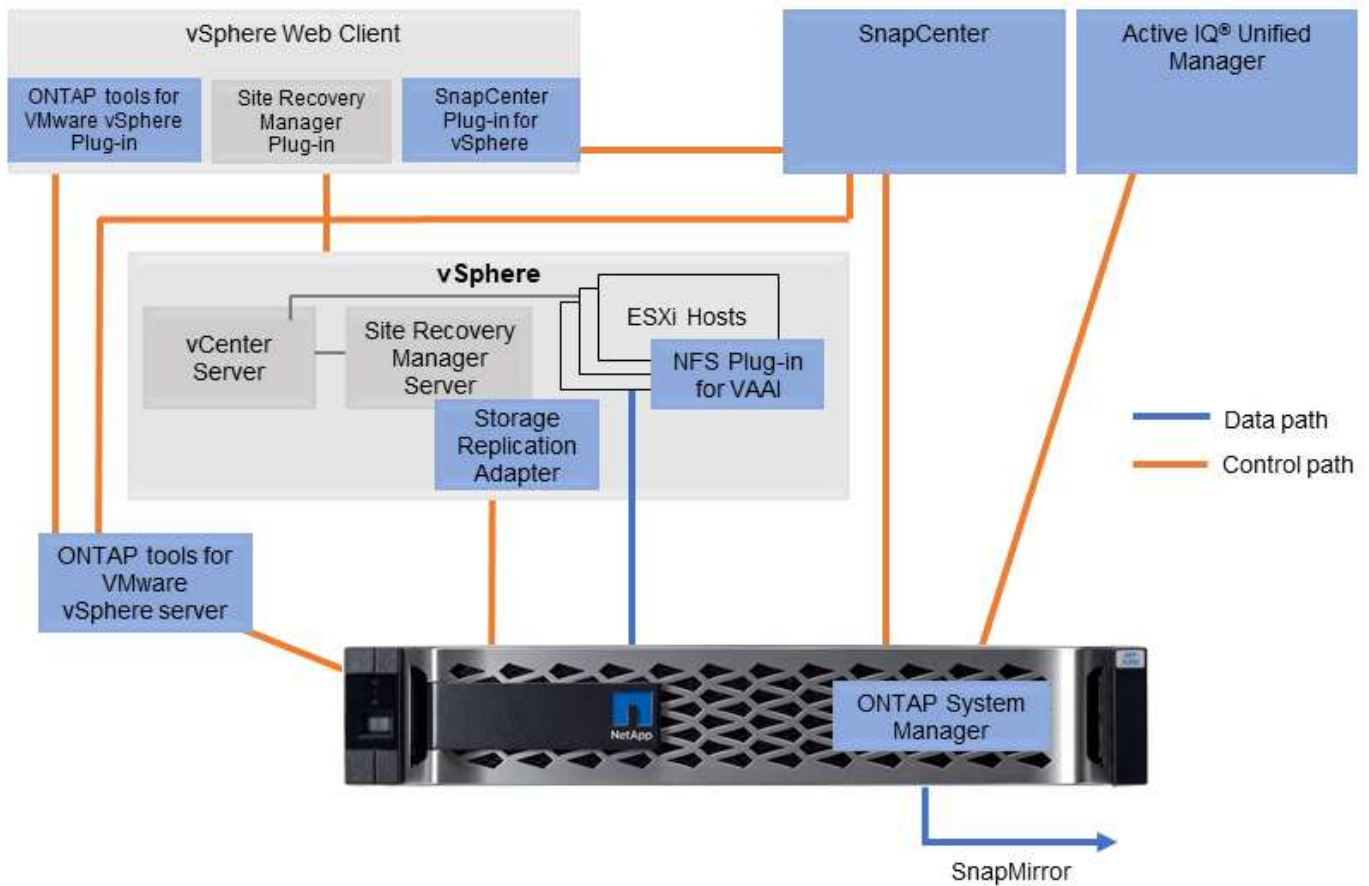 vSphere Web Client
ONTAP tools for
VMware vSphere
Plug-in
Site Recovery
Manager
Plug-in
SnapCenter
Plug-in for
vSphere
SnapCenter
Active IQ® Unified
Manager
vSphere
vCenter
Server
Site Recovery
Manager
Server
Storage
Replication
Adapter
ESXi Hosts
NFS Plug-in
for VAAI
Data path
Control path
ONTAP tools for
VMware
vSphere server
NetApp
ONTAP System
Manager
SnapMirror